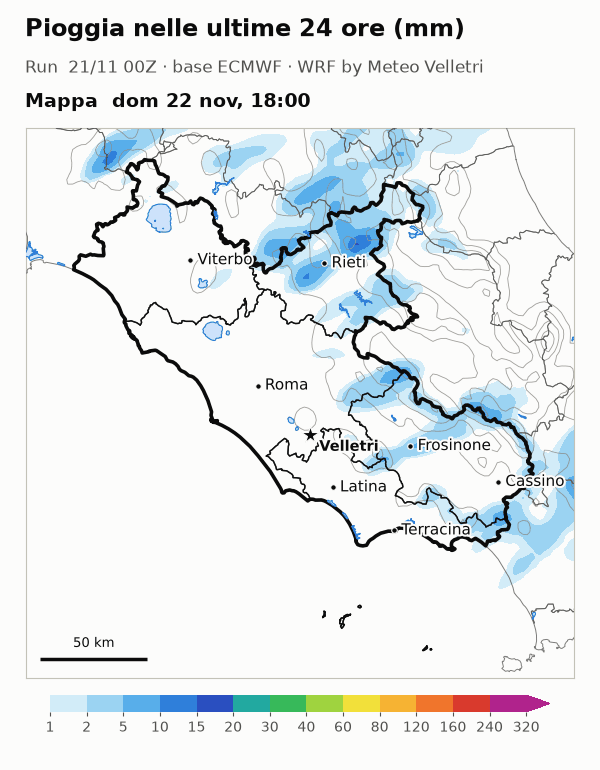 Pioggia nelle ultime 24 ore (mm)
Run  21/11 00Z · base ECMWF · WRF by Meteo Velletri
Mappa  dom 22 nov, 18:00
Viterbo
Rieti
Roma
Velletri
Frosinone
Latina
Cassino
Terracina
50 km
1 2 5 10 15 20 30 40 60 80 120 160 240 320